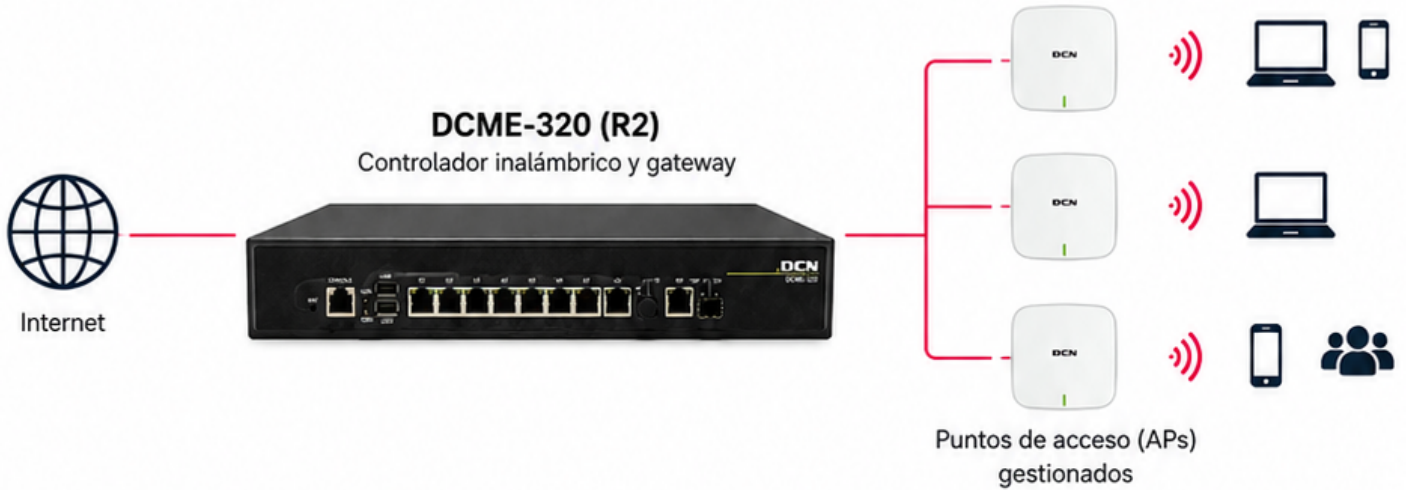 DCME-320 (R2)
Controlador inalámbrico y gateway
Internet
DCN
DCN
DCN
DCN
Puntos de acceso (APs)
gestionados